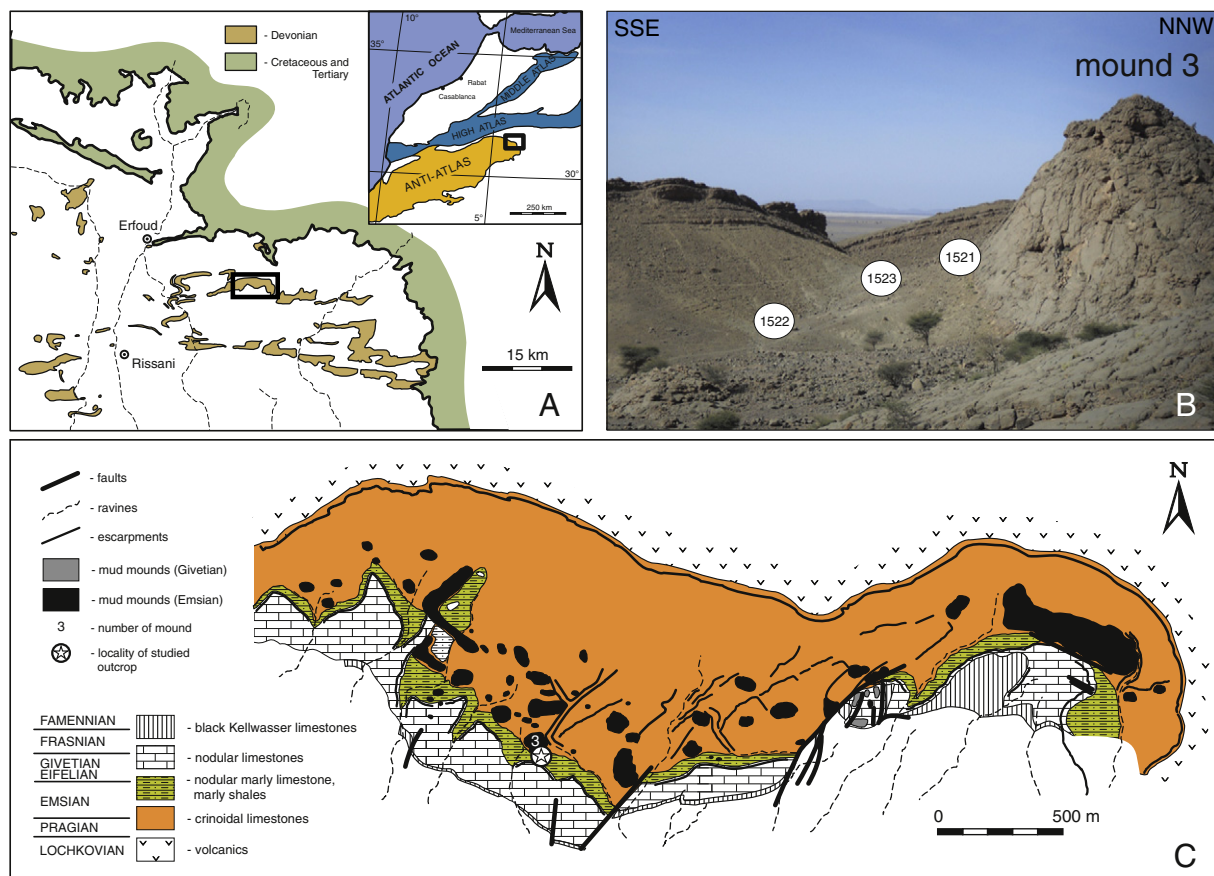 - Devonian
- Cretaceous and
Tertiary
Erfoud
Rissani
N
15 km
A
10°
35°
Mediterranean Sea
ATLANTIC OCEAN
Rabat
Casablanca
MIDDLE ATLAS
HIGH ATLAS
ANTI-ATLAS
30°
5°
250 km
SSE
NNW
mound 3
1521
1523
1522
B
- faults
- ravines
- escarpments
- mud mounds (Givetian)
- mud mounds (Emsian)
3 - number of mound
- locality of studied
outcrop
FAMENNIAN
- black Kellwasser limestones
FRASNIAN
GIVETIAN
- nodular limestones
EIFELIAN
- nodular marly limestone,
marly shales
EMSIAN
- crinoidal limestones
PRAGIAN
LOCHKOVIAN
- volcanics
3
N
0 500 m
C